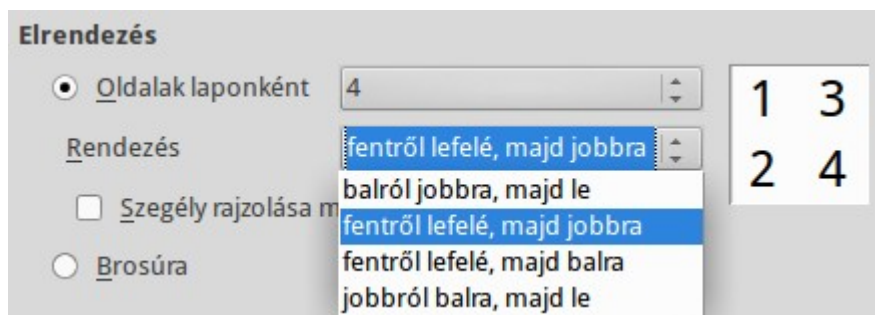 Elrendezés
Oldalak laponként 4
Rendezés fentről lefelé, majd jobbra
balról jobbra, majd le
Szegély rajzolása m
fentről lefelé, majd jobbra
Brosúra fentről lefelé, majd balra
jobbról balra, majd le
1 3
2 4